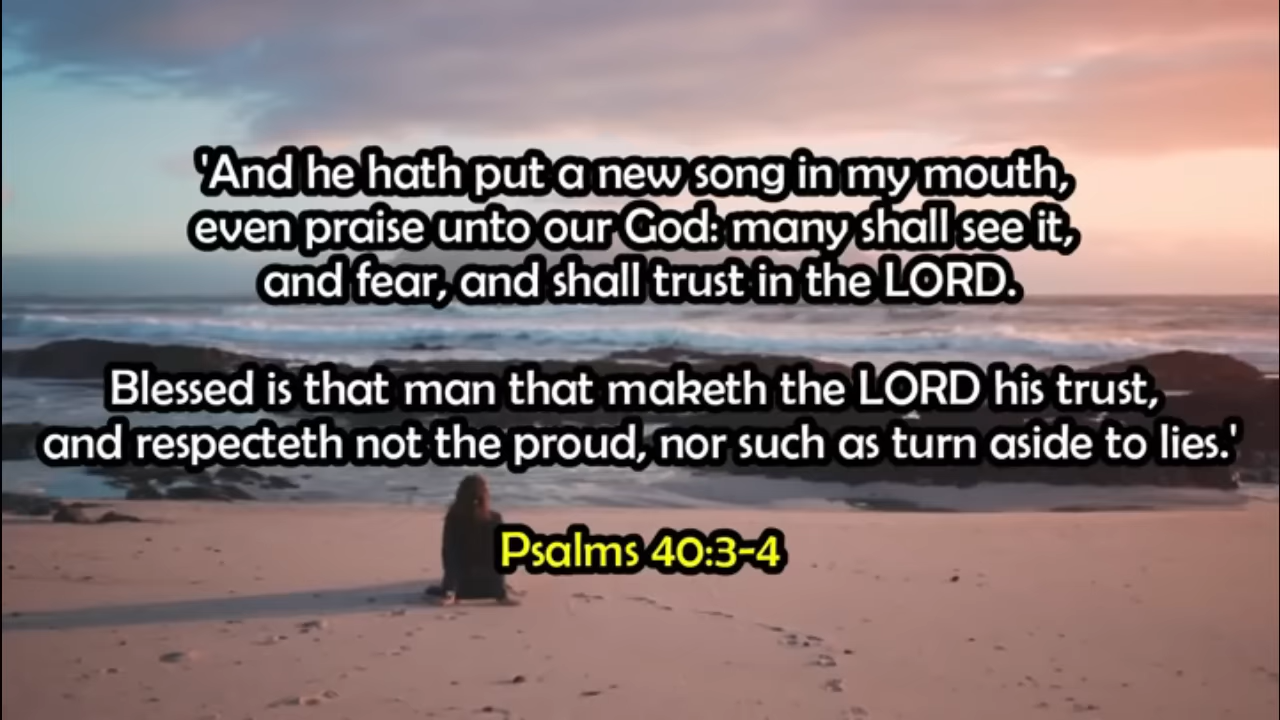 'And he hath put a new song in my mouth,
even praise unto our God: many shall see it,
and fear, and shall trust in the LORD.
Blessed is that man that maketh the LORD his trust,
and respecteth not the proud, nor such as turn aside to lies.'
Psalms 40:3-4